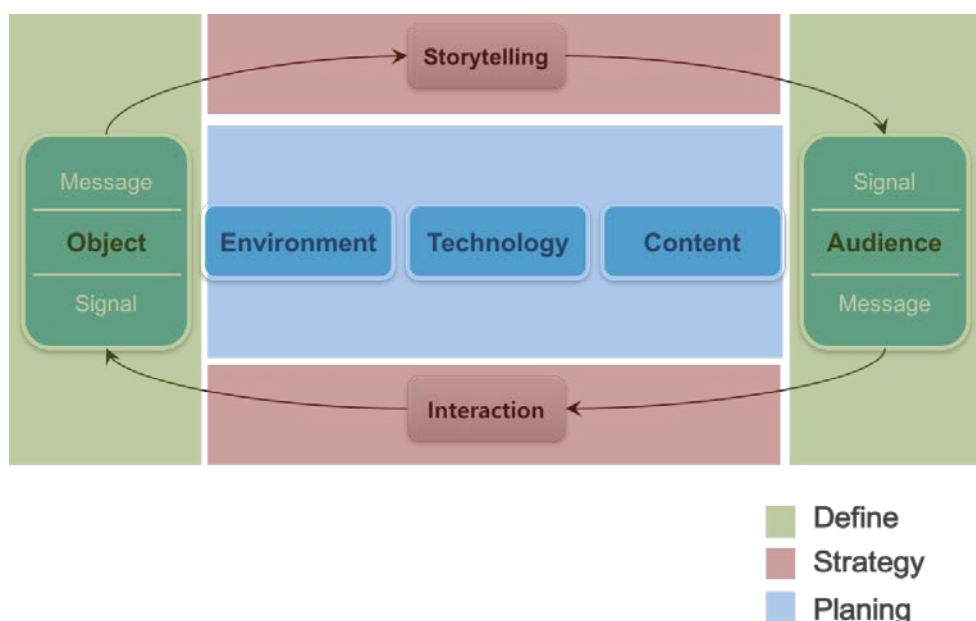 Storytelling
Message
Object
Signal
Environment
Technology
Content
Signal
Audience
Message
Interaction
Define
Strategy
Planing